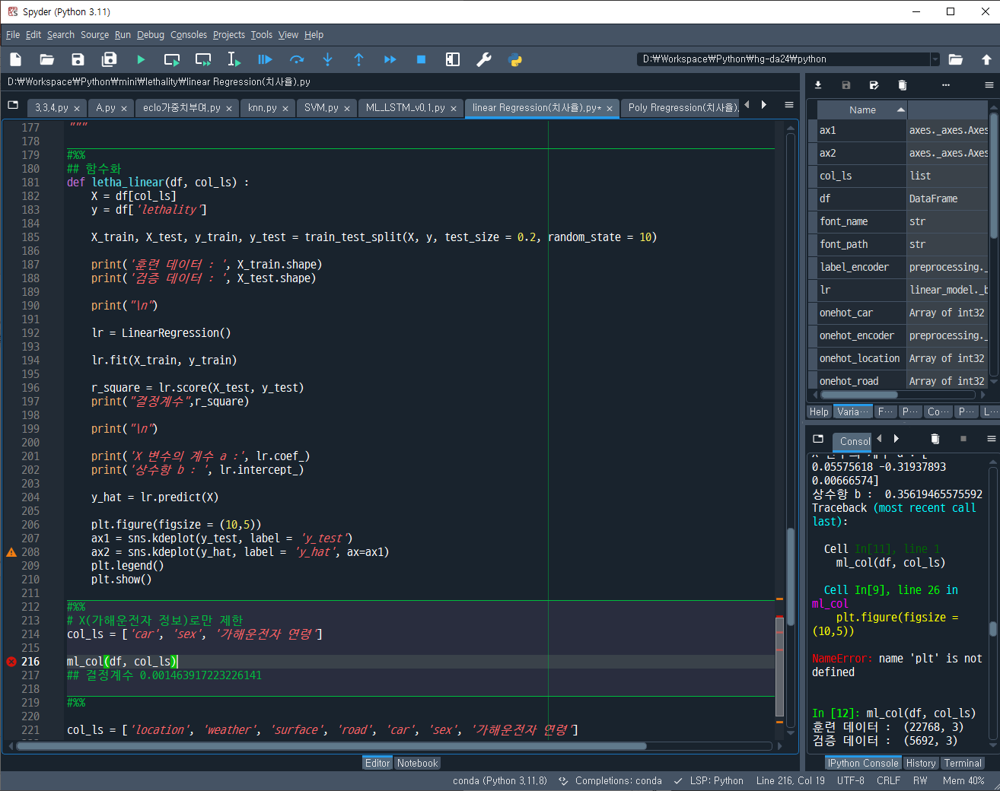 Spyder (Python 3.11)
File Edit Search Source Run Debug Consoles Projects Tools View Help
D:₩Workspace₩Python₩hg-da24₩python
D:₩Workspace₩Python₩mini₩lethality₩linear Regression(치사율).py
3,3,4.py
A.py
eclo가중치부여.py
knn.py
SVM.py
ML_LSTM_v0.1.py
linear Regression(치사율).py*
Poly Rregression(치사율).
177 """
178
179 #%%
180 ## 함수화
181 def letha_linear(df, col_ls) :
182 X = df[col_ls]
183 y = df['lethality']
184
185 X_train, X_test, y_train, y_test = train_test_split(X, y, test_size = 0.2, random_state = 10)
186
187 print('훈련 데이터 : ', X_train.shape)
188 print('검증 데이터 : ', X_test.shape)
189
190 print("\n")
191
192 lr = LinearRegression()
193
194 lr.fit(X_train, y_train)
195
196 r_square = lr.score(X_test, y_test)
197 print("결정계수",r_square)
198
199 print("\n")
200
201 print('X 변수의 계수 a :', lr.coef_)
202 print('상수항 b : ', lr.intercept_)
203
204 y_hat = lr.predict(X)
205
206 plt.figure(figsize = (10,5))
207 ax1 = sns.kdeplot(y_test, label = 'y_test')
208 ax2 = sns.kdeplot(y_hat, label = 'y_hat', ax=ax1)
209 plt.legend()
210 plt.show()
211
212 #%%
213 # X(가해운전자 정보)로만 제한
214 col_ls = ['car', 'sex', '가해운전자 연령']
215
216 ml_col(df, col_ls)
217 ## 결정계수 0.001463917223226141
218
219 #%%
220
221 col_ls = ['location', 'weather', 'surface', 'road', 'car', 'sex', '가해운전자 연령']
Editor Notebook
Name
ax1 axes._axes.Axes
ax2 axes._axes.Axes
col_ls list
df DataFrame
font_name str
font_path str
label_encoder preprocessing._
lr linear_model._b
onehot_car Array of int32
onehot_encoder preprocessing._
onehot_location Array of int32
onehot_road Array of int32
Help Varia··· F··· P··· Co··· P··· L···
Consol
X 변수의 계수 a : [
0.05575618 -0.31937893
0.00666574]
상수항 b :  0.35619465575592
Traceback (most recent call
last):
Cell In[11], line 1
ml_col(df, col_ls)
Cell In[9], line 26 in
ml_col
plt.figure(figsize =
(10,5))
NameError: name 'plt' is not
defined
In [12]: ml_col(df, col_ls)
훈련 데이터 :  (22768, 3)
검증 데이터 :  (5692, 3)
IPython Console History Terminal
conda (Python 3.11.8) Completions: conda LSP: Python Line 216, Col 19 UTF-8 CRLF RW Mem 40%